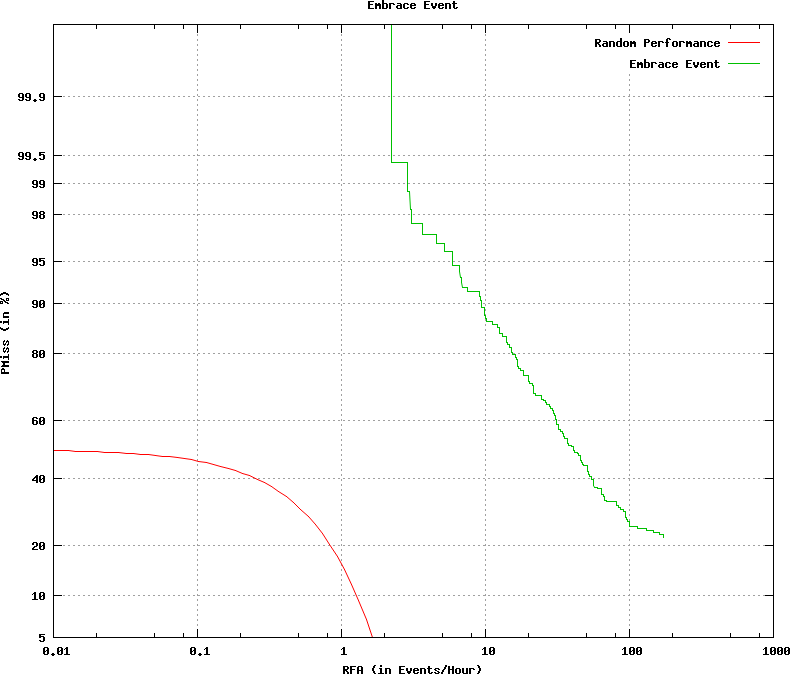 Embrace Event
Random Performance
Embrace Event
99.9
99.5
99
98
95
90
80
60
40
20
10
5
PMiss (in %)
0.01 0.1 1 10 100 1000
RFA (in Events/Hour)